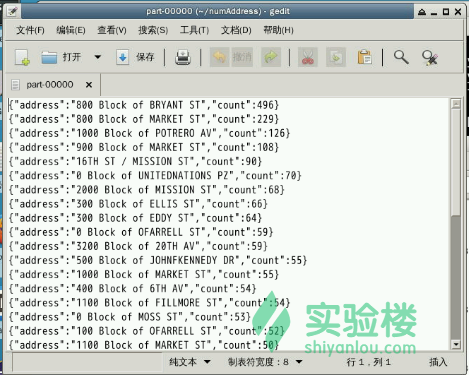 part-00000 (~/numAddress) - gedit
文件(F) 编辑(E) 查看(V) 搜索(S) 工具(T) 文档(D) 帮助(H)
打开 保存 撤消
part-00000
{"address":"800 Block of BRYANT ST","count":496}
{"address":"800 Block of MARKET ST","count":229}
{"address":"1000 Block of POTRERO AV","count":126}
{"address":"900 Block of MARKET ST","count":108}
{"address":"16TH ST / MISSION ST","count":90}
{"address":"0 Block of UNITEDNATIONS PZ","count":70}
{"address":"2000 Block of MISSION ST","count":68}
{"address":"300 Block of ELLIS ST","count":66}
{"address":"300 Block of EDDY ST","count":64}
{"address":"0 Block of OFARRELL ST","count":59}
{"address":"3200 Block of 20TH AV","count":59}
{"address":"500 Block of JOHNFKENNEDY DR","count":55}
{"address":"1000 Block of MARKET ST","count":55}
{"address":"400 Block of 6TH AV","count":54}
{"address":"1100 Block of FILLMORE ST","count":54}
{"address":"0 Block of MOSS ST","count":53}
{"address":"100 Block of OFARRELL ST","count":52}
{"address":"1100 Block of MARKET ST","count":50}
实验楼
shiyanlou.com
纯文本 制表符宽度：8 行 1，列 1 插入